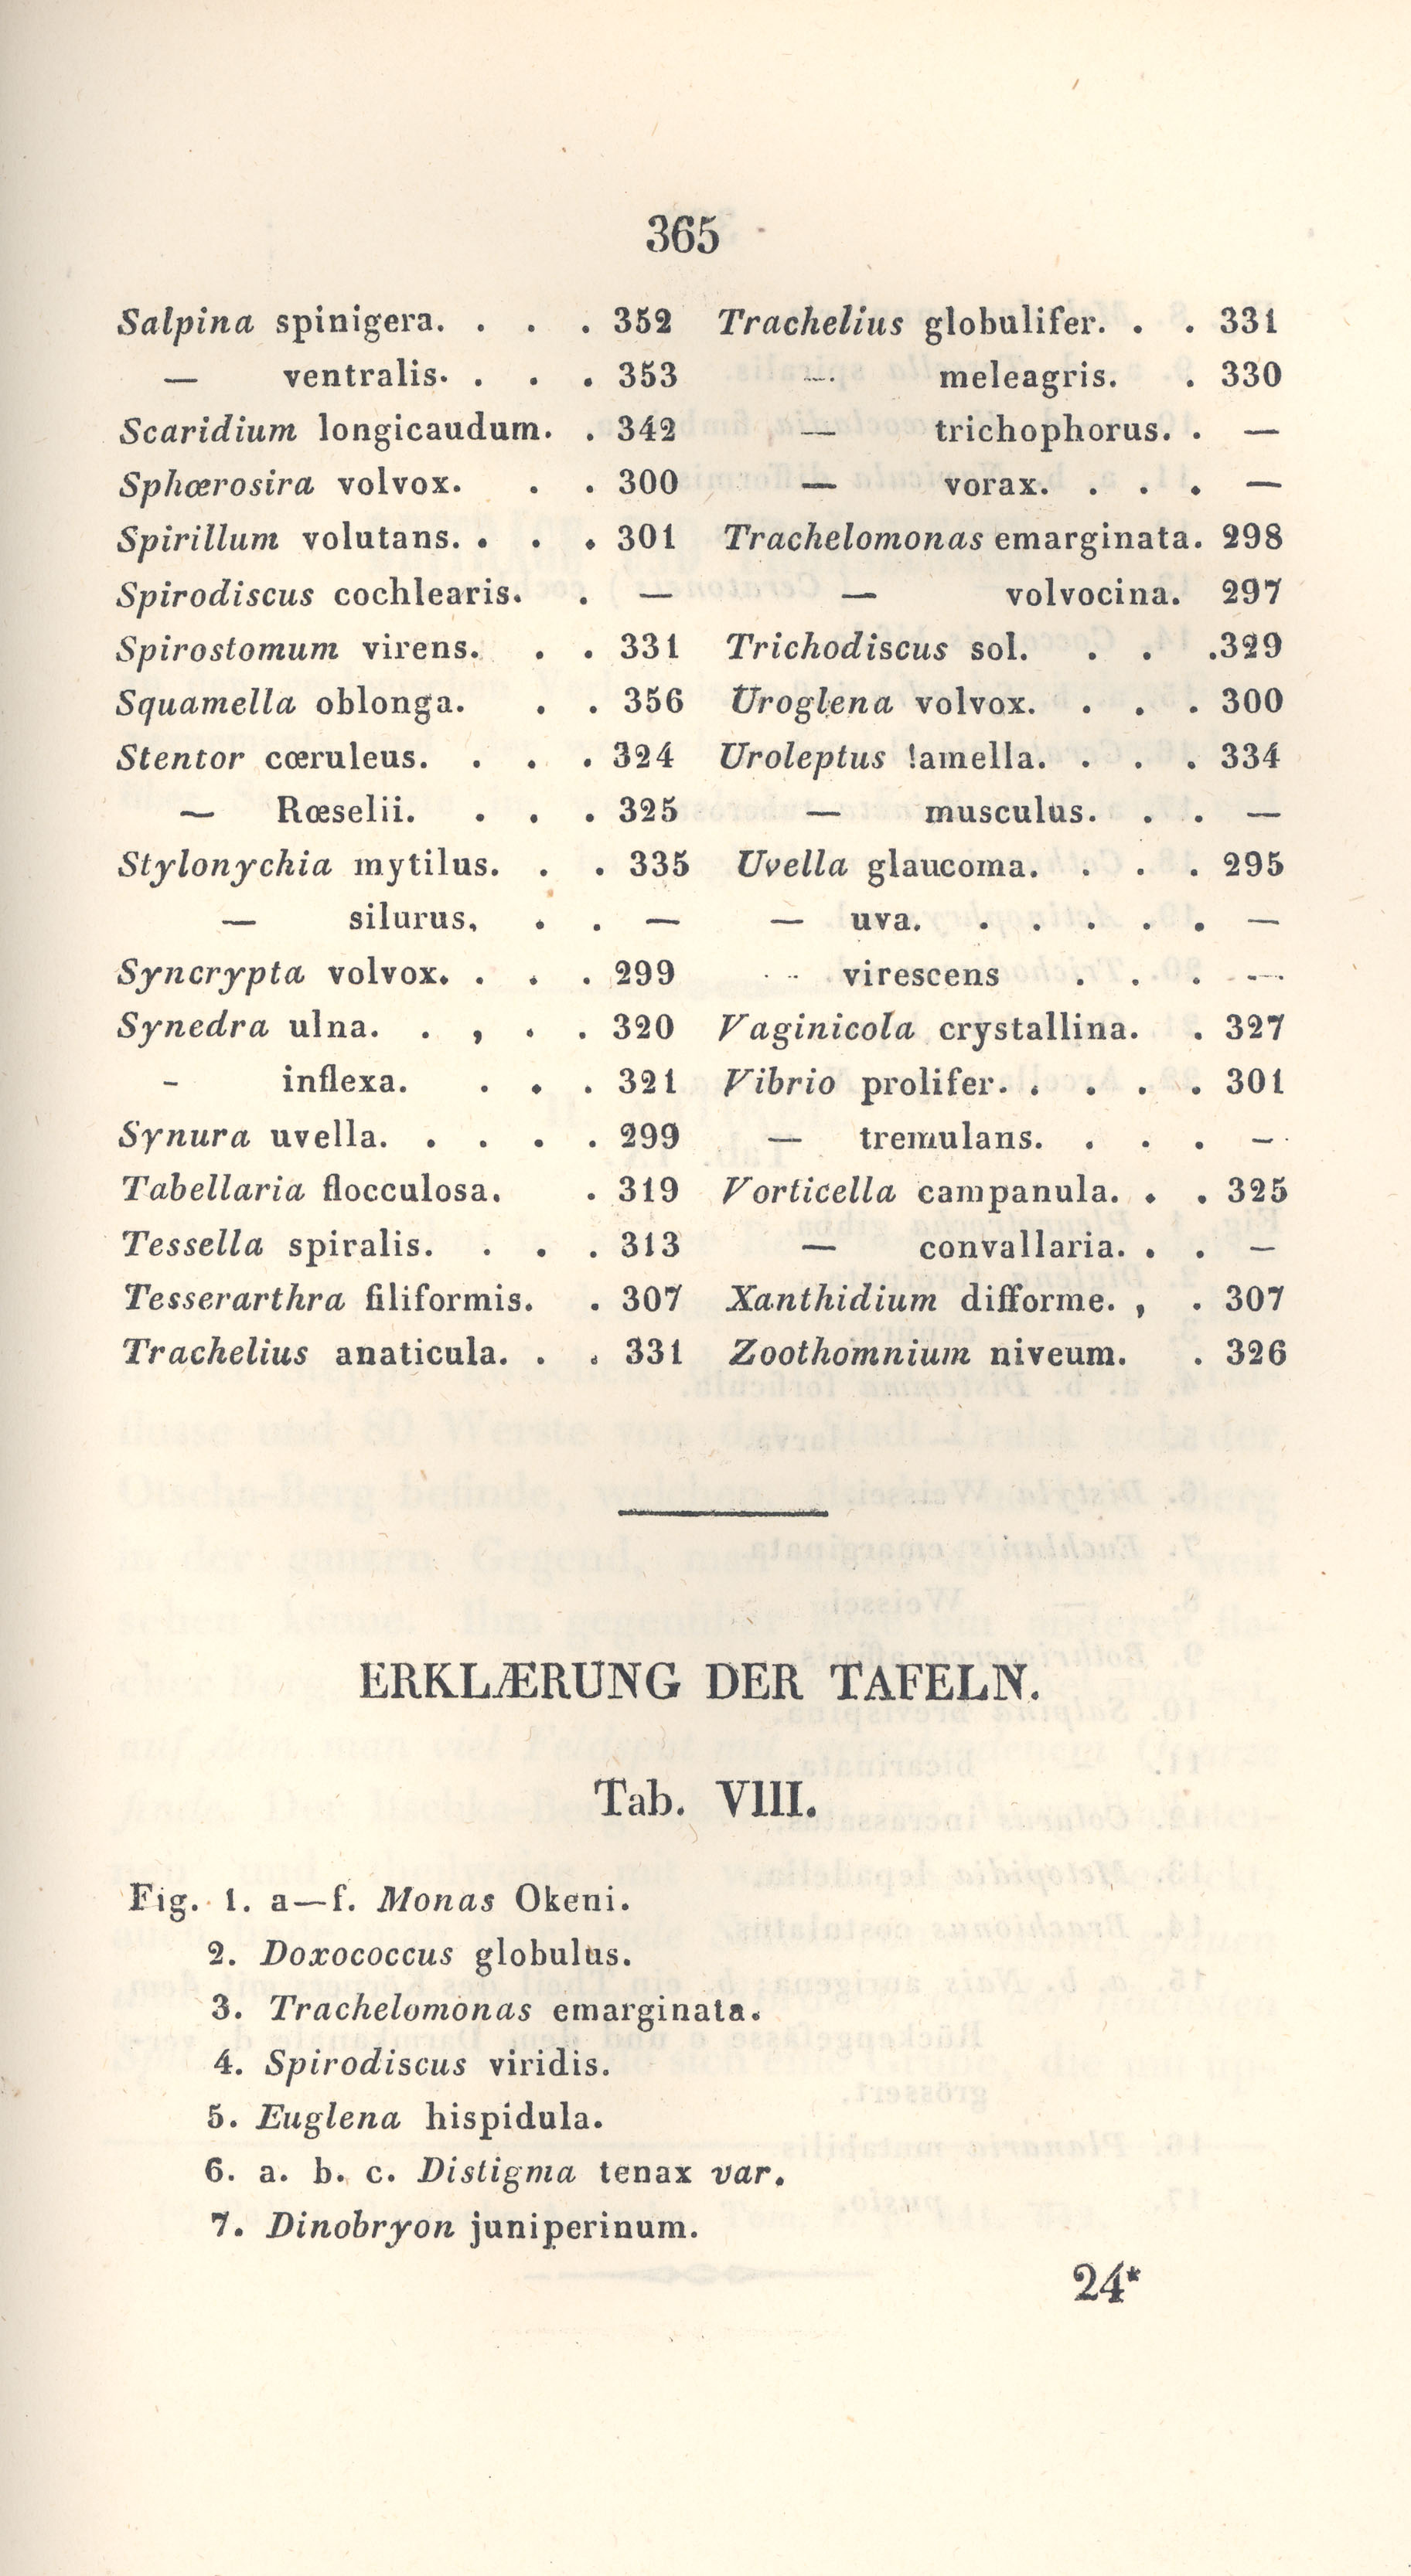 365
Salpina spinigera. . . . 352
— ventralis. . . . 353
Scaridium longicaudum. . 342
Sphœrosira volvox. . . 300
Spirillum volutans. . . . 301
Spirodiscus cochlearis. . —
Spirostomum virens. . . 331
Squamella oblonga. . . 356
Stentor cœruleus. . . . 324
— Rœselii. . . . 325
Stylonychia mytilus. . . 335
— silurus. . . —
Syncrypta volvox. . . . 299
Synedra ulna. . , . . 320
- inflexa. . . . 321
Synura uvella. . . . . 299
Tabellaria flocculosa. . 319
Tessella spiralis. . . . 313
Tesserarthra filiformis. . 307
Trachelius anaticula. . . 331
Trachelius globulifer. . . 331
— meleagris. . 330
— trichophorus. . —
— vorax. . . . —
Trachelomonas emarginata. 298
— volvocina. 297
Trichodiscus sol. . . .329
Uroglena volvox. . . . 300
Uroleptus lamella. . . . 334
— musculus. . . —
Uvella glaucoma. . . . 295
— uva. . . . . . —
— virescens . . . —
Vaginicola crystallina. . 327
Vibrio prolifer. . . . . 301
— tremulans. . . . —
Vorticella campanula. . . 325
— convallaria. . . —
Xanthidium difforme. , . 307
Zoothomnium niveum. . 326
ERKLÆRUNG DER TAFELN.
Tab. VIII.
Fig. 1. a—f. Monas Okeni.
2. Doxococcus globulus.
3. Trachelomonas emarginata.
4. Spirodiscus viridis.
5. Euglena hispidula.
6. a. b. c. Distigma tenax var.
7. Dinobryon juniperinum.
24*